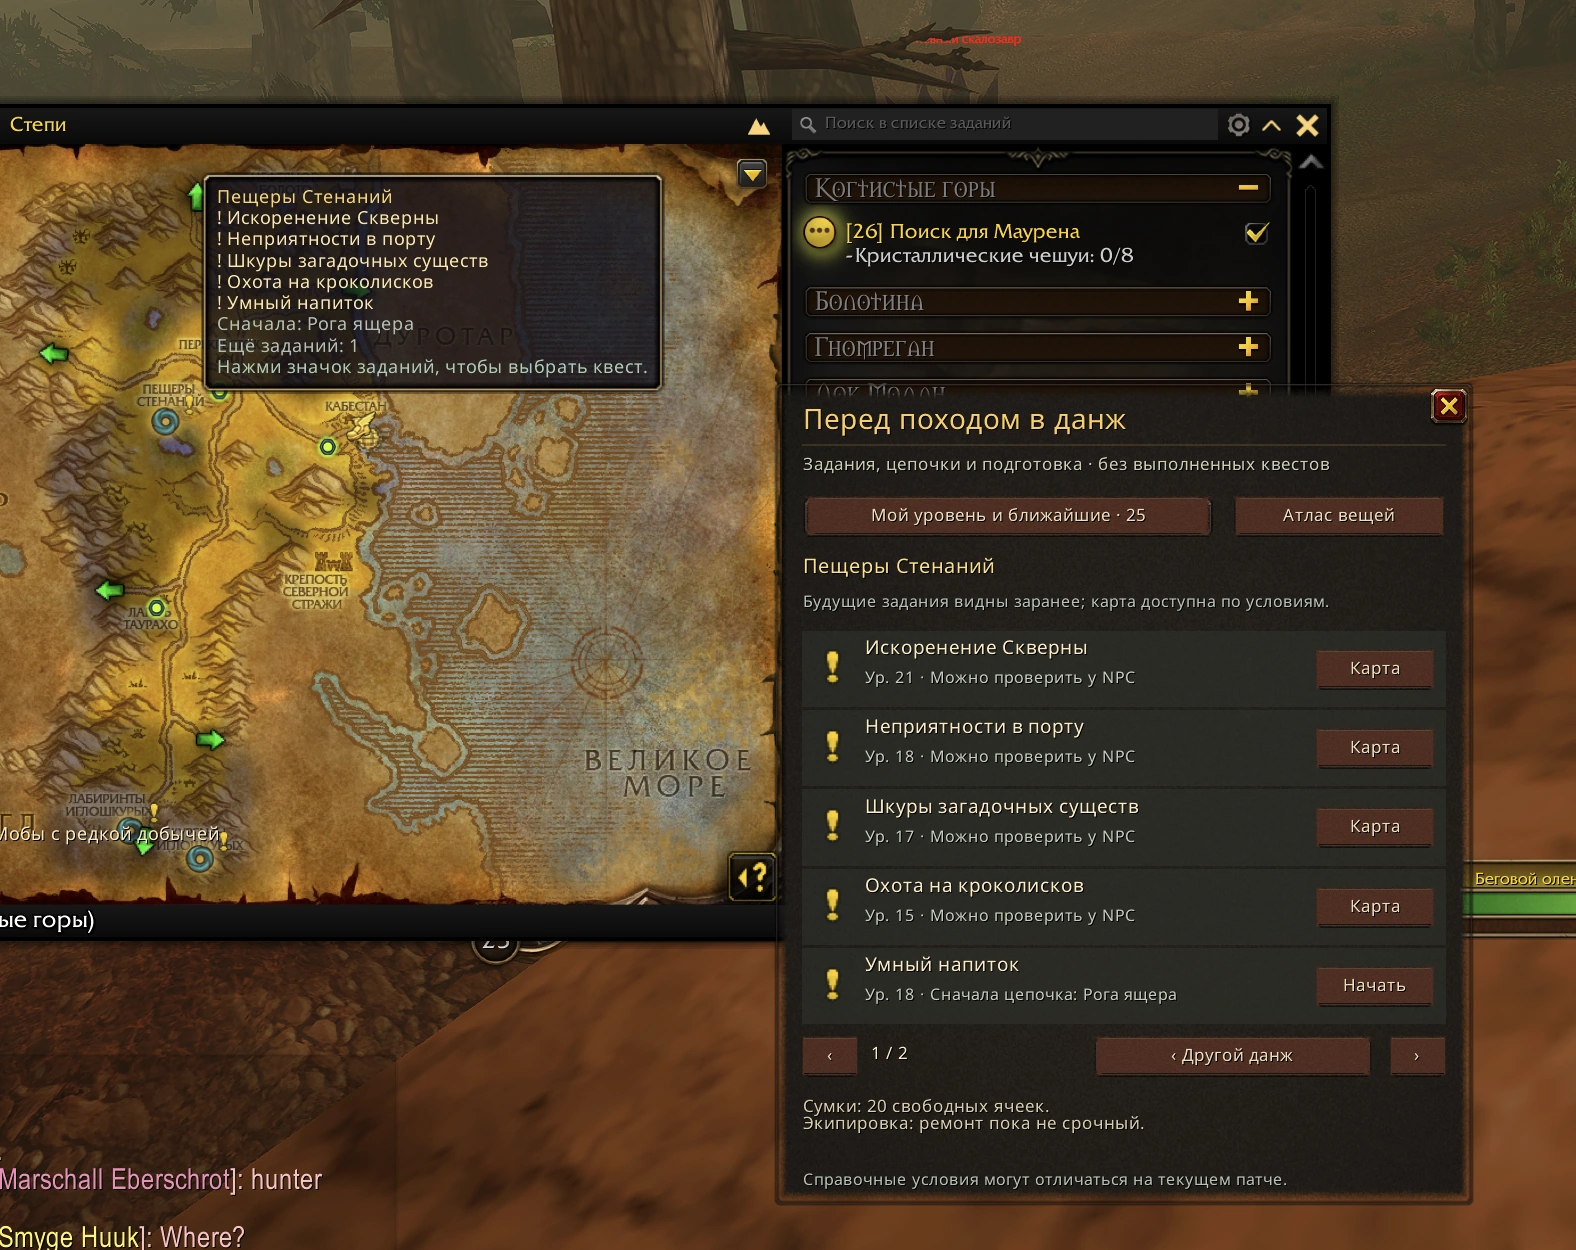 скалозавр
Степи
Поиск в списке заданий
Пещеры Стенаний
! Искоренение Скверны
! Неприятности в порту
! Шкуры загадочных существ
! Охота на кроколисков
! Умный напиток
Сначала: Рога ящера
Ещё заданий: 1
Нажми значок заданий, чтобы выбрать квест.
ДУРОТАР
ПЕЩЕРЫ
СТЕНАНИЙ
КАБЕСТАН
КРЕПОСТЬ
СЕВЕРНОЙ
СТРАЖИ
ТАУРАХО
ВЕЛИКОЕ
МОРЕ
ЛАБИРИНТЫ
ИГЛОШКУРЫХ
Мобы с редкой добычей
ые горы)
Когтистые горы
[26] Поиск для Маурена
-Кристаллические чешуи: 0/8
Болотина
Гномреган
Лок Модан
Перед походом в данж
Задания, цепочки и подготовка · без выполненных квестов
Мой уровень и ближайшие · 25
Атлас вещей
Пещеры Стенаний
Будущие задания видны заранее; карта доступна по условиям.
Искоренение Скверны
Ур. 21 · Можно проверить у NPC
Карта
Неприятности в порту
Ур. 18 · Можно проверить у NPC
Карта
Шкуры загадочных существ
Ур. 17 · Можно проверить у NPC
Карта
Охота на кроколисков
Ур. 15 · Можно проверить у NPC
Карта
Умный напиток
Ур. 18 · Сначала цепочка: Рога ящера
Начать
‹
1 / 2
‹ Другой данж
›
Сумки: 20 свободных ячеек.
Экипировка: ремонт пока не срочный.
Справочные условия могут отличаться на текущем патче.
Беговой олен
Marschall Eberschrot]: hunter
Smyge Huuk]: Where?